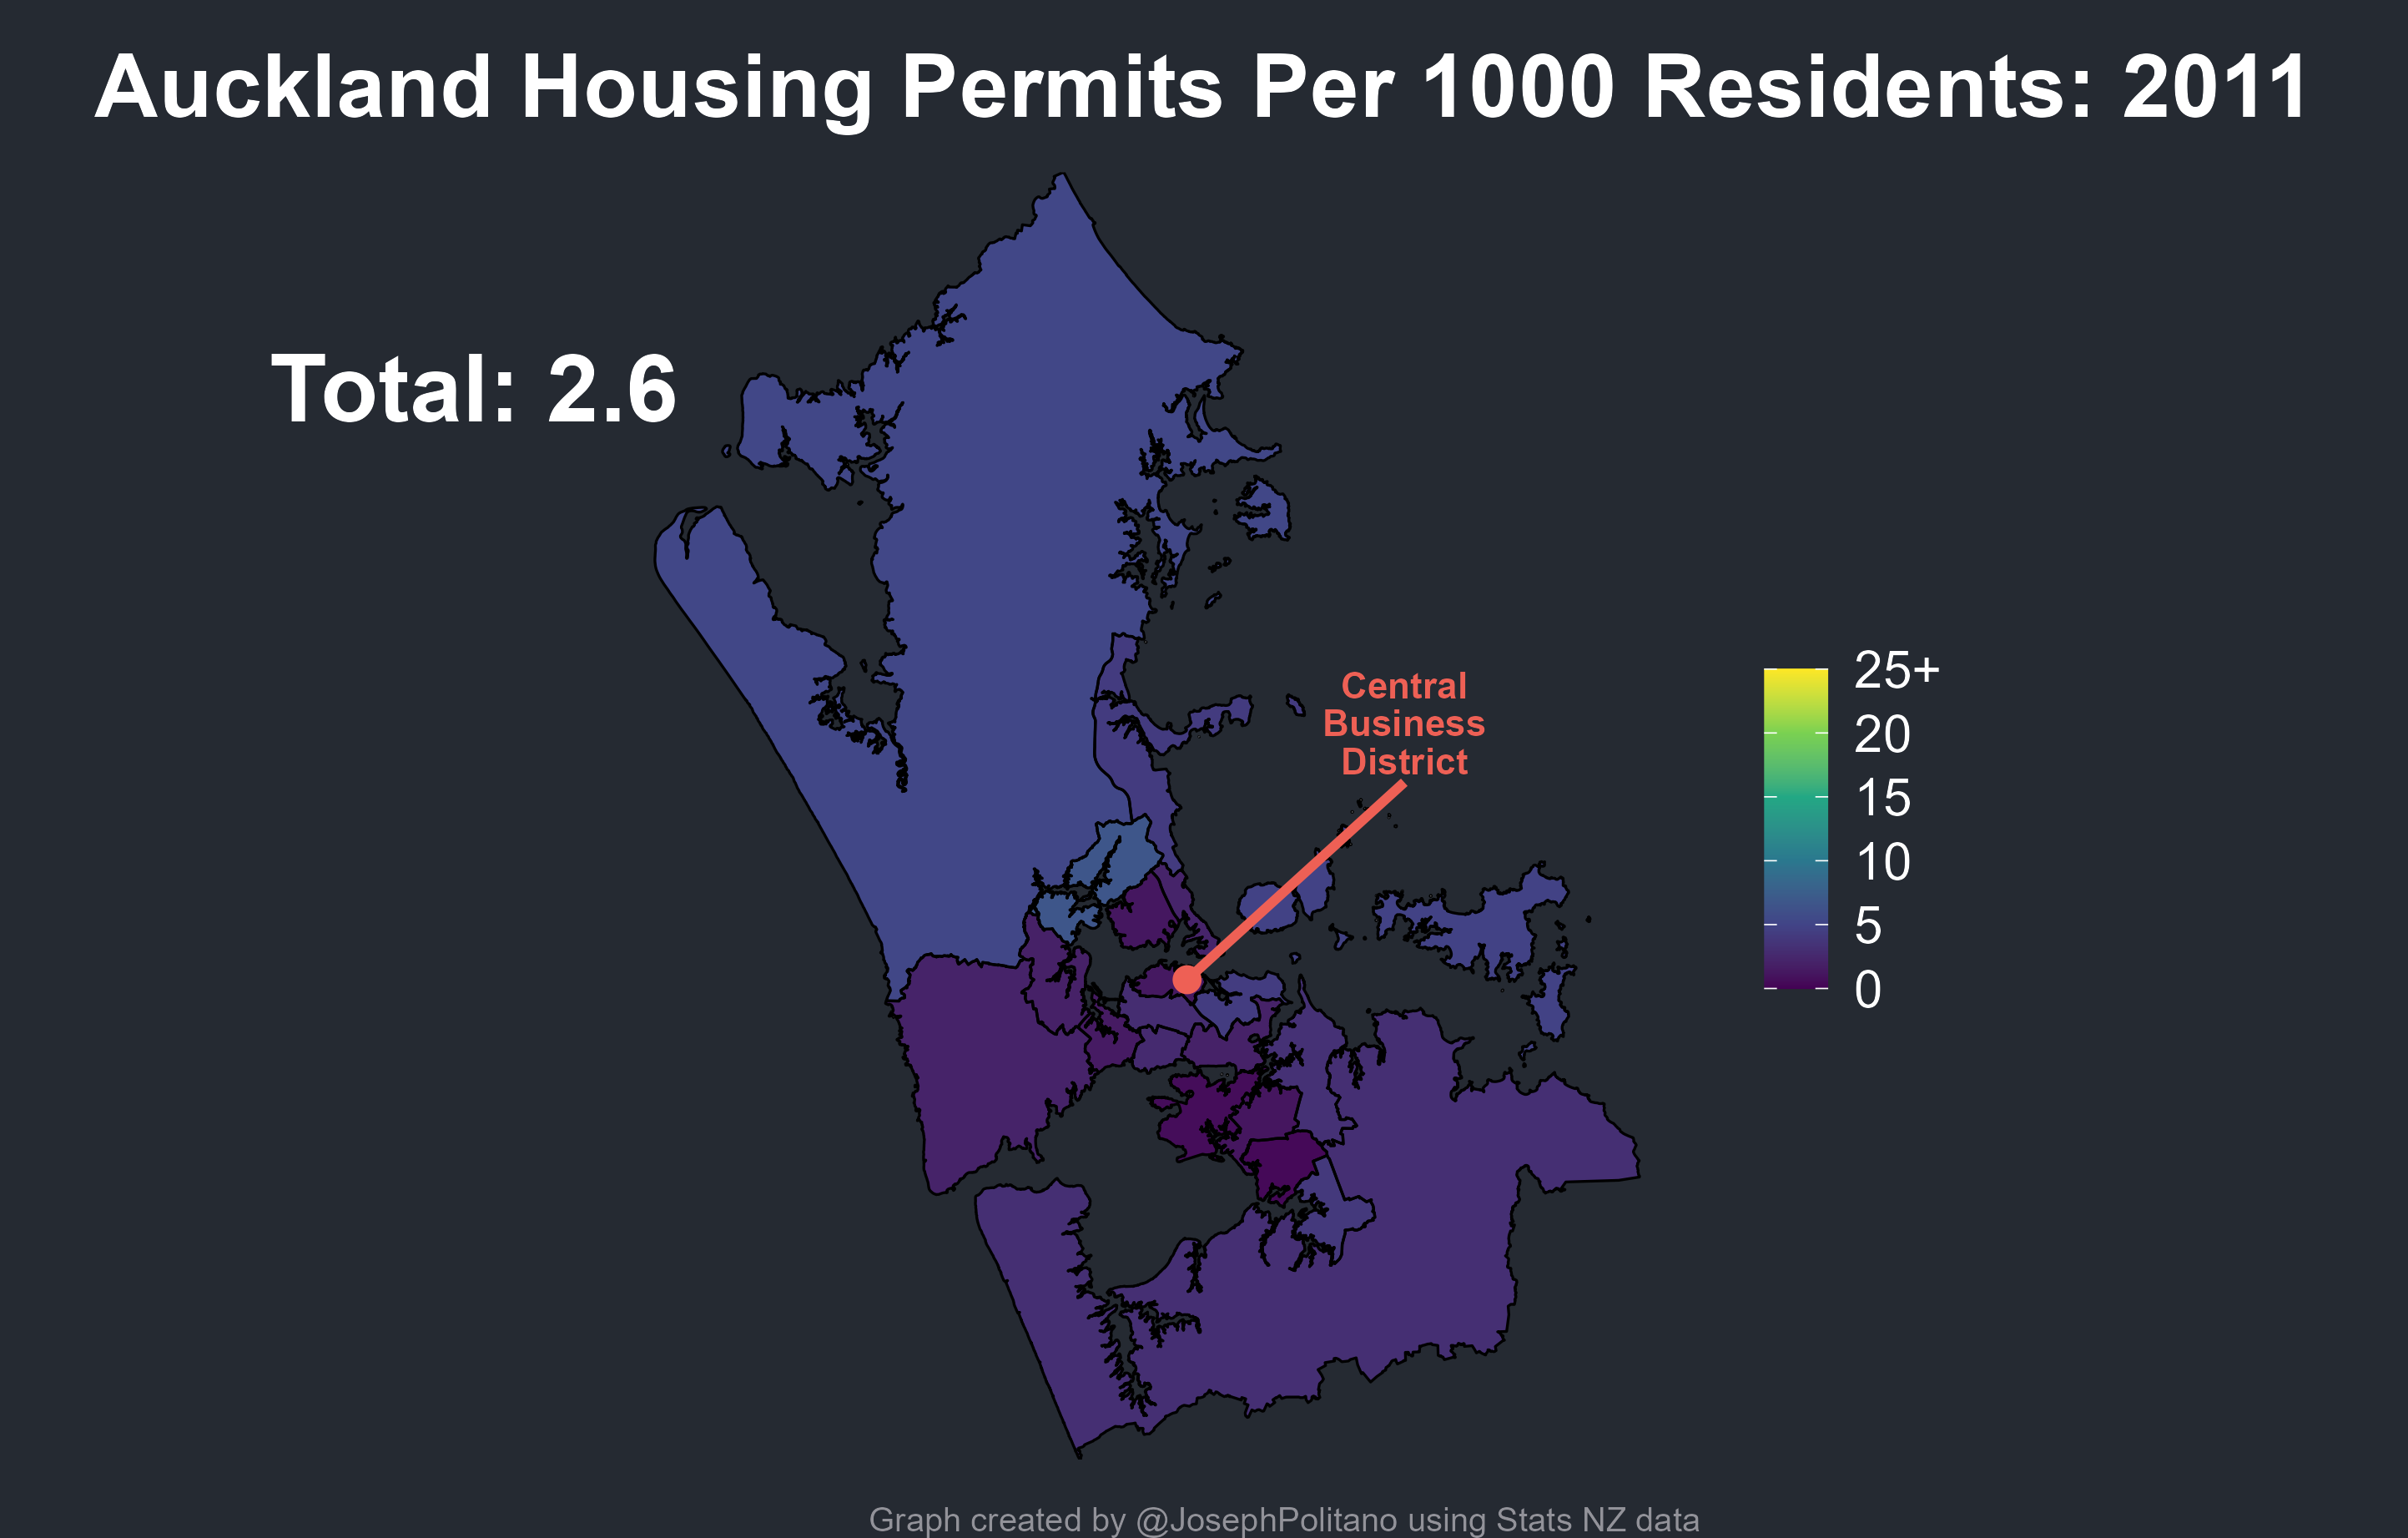 Auckland Housing Permits Per 1000 Residents: 2011
Total: 2.6
Central
Business
District
25+
20
15
10
5
0
Graph created by @JosephPolitano using Stats NZ data